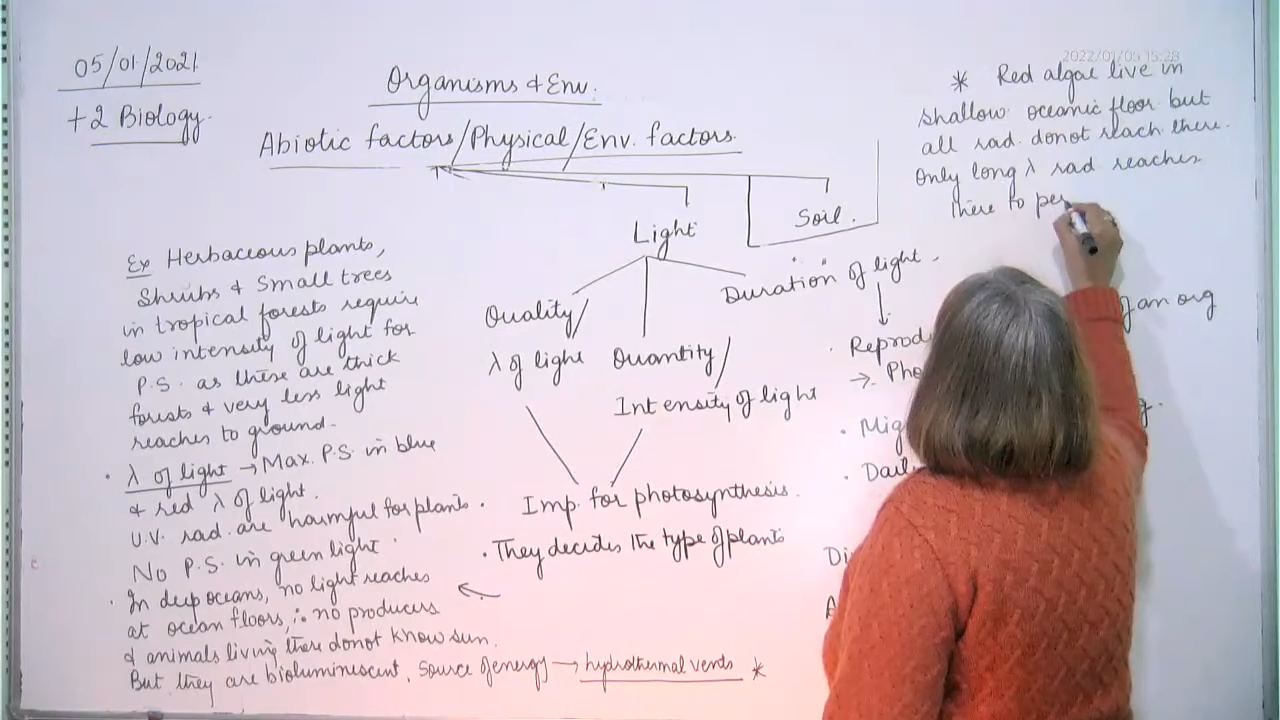 05/01/2021
+2 Biology.
Organisms & Env.
Abiotic factors/Physical/Env. factors.
Light
Soil.
Quality/
λ of light
Quantity/
Intensity of light
Duration of light.
Imp. for photosynthesis.
. They decides the type of plants
Ex Herbaceous plants,
Shrubs & Small trees
in tropical forests require
low intensity of light for
P.S. as these are thick
forests & very less light
reaches to ground.
. λ of light → Max. P.S. in blue
& red λ of light.
U.V. rad. are harmful for plants.
No P.S. in green light.
. In deep oceans, no light reaches
at ocean floors, ∴ no producers
& animals living there donot know sun.
But they are bioluminescent. Source of energy → hydrothermal vents *
2022/01/05 15:28
* Red algae live in
shallow oceanic floor but
all rad. donot reach there.
Only long λ rad reaches
there to pe
. Reprod
of an org
→ Pho
. Mig
g.
. Dail
Di
A